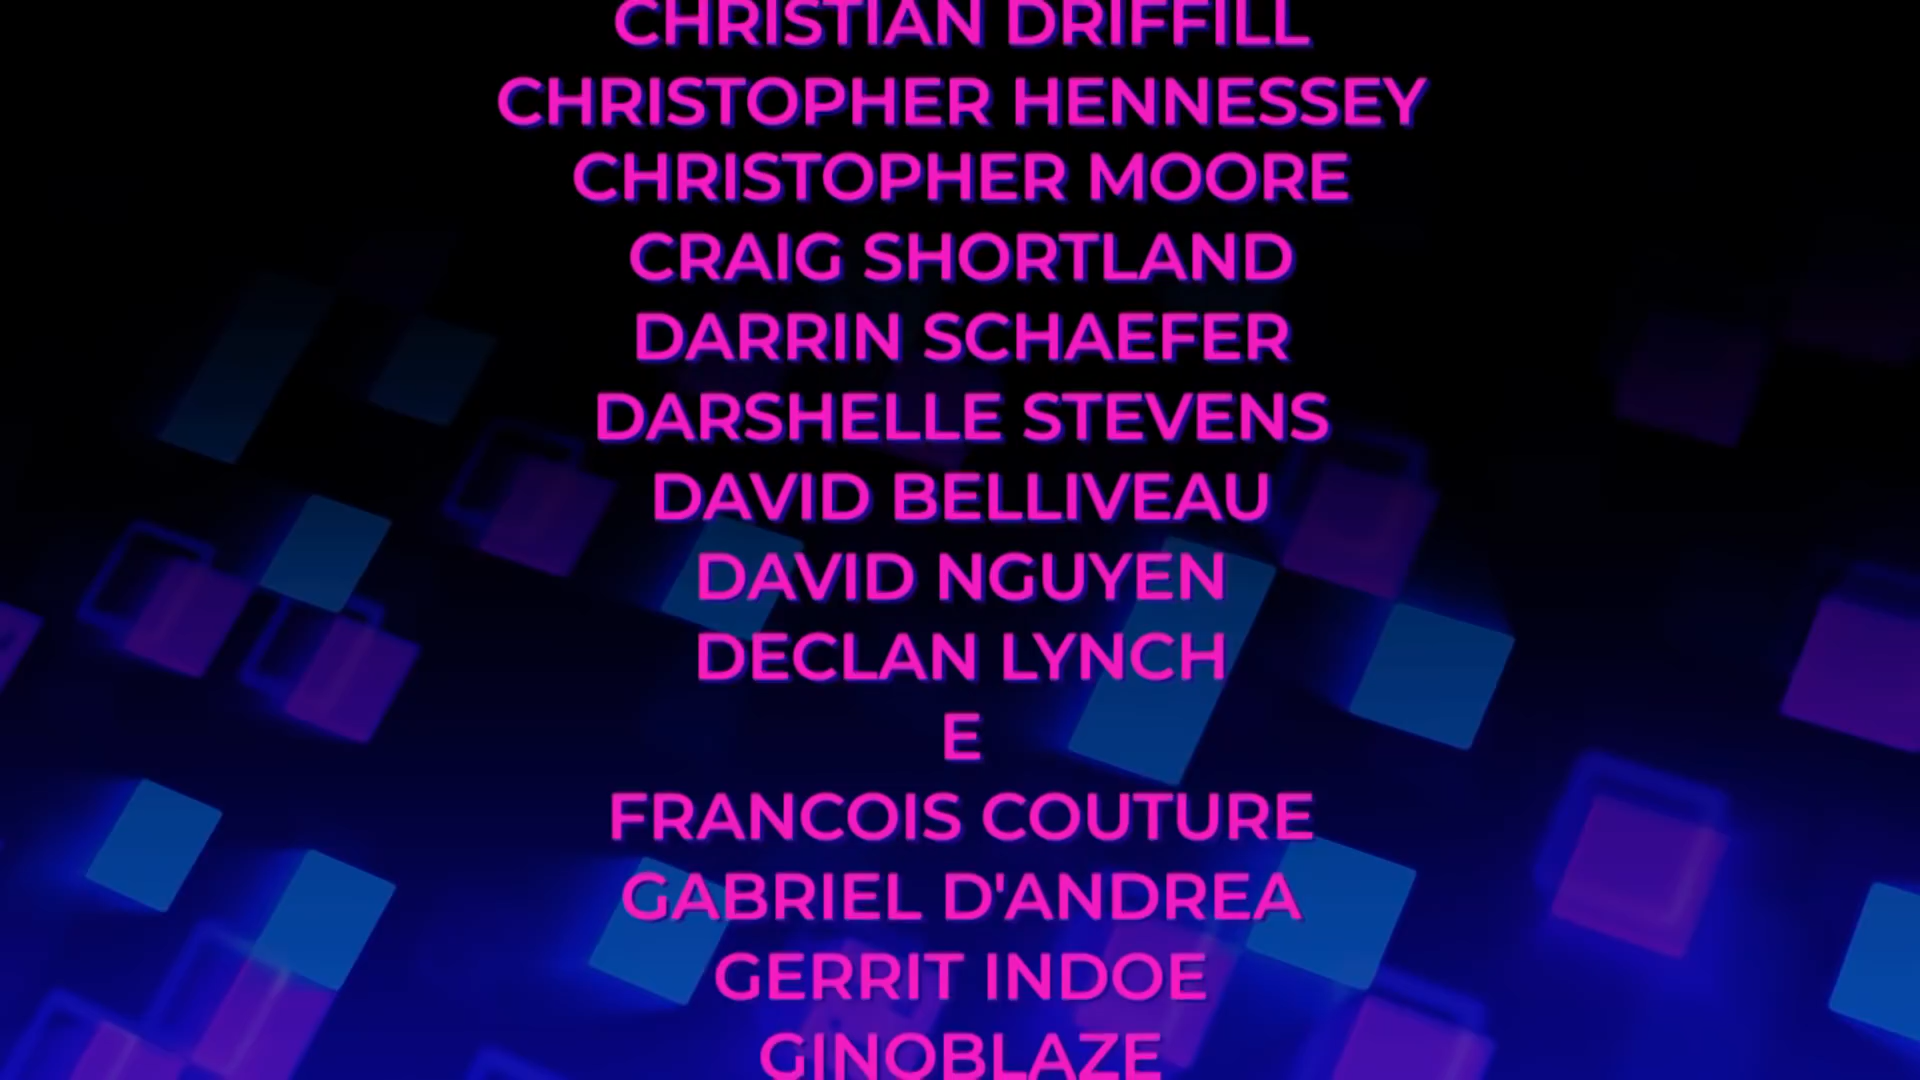 CHRISTIAN DRIFFILL
CHRISTOPHER HENNESSEY
CHRISTOPHER MOORE
CRAIG SHORTLAND
DARRIN SCHAEFER
DARSHELLE STEVENS
DAVID BELLIVEAU
DAVID NGUYEN
DECLAN LYNCH
E
FRANCOIS COUTURE
GABRIEL D'ANDREA
GERRIT INDOE
GINOBLAZE